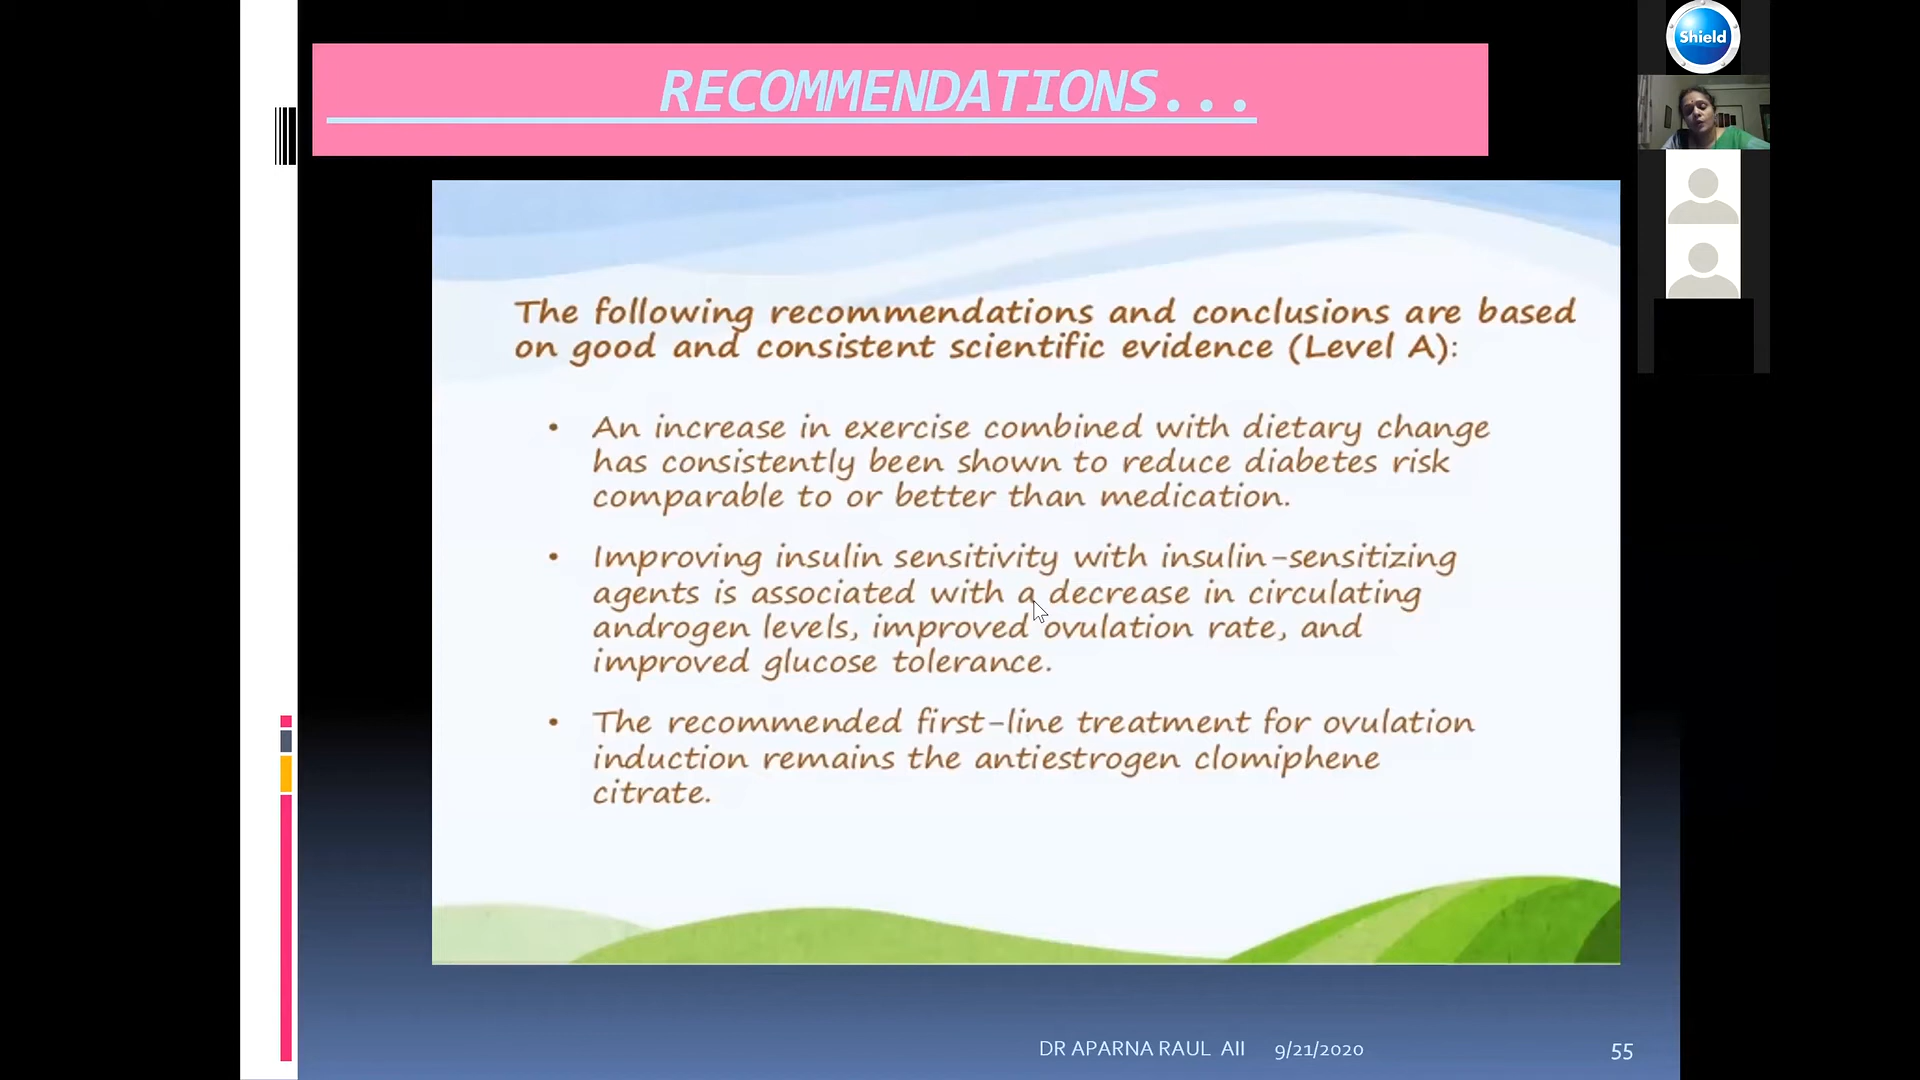 RECOMMENDATIONS...
Shield
The following recommendations and conclusions are based
on good and consistent scientific evidence (Level A):
• An increase in exercise combined with dietary change
has consistently been shown to reduce diabetes risk
comparable to or better than medication.
• Improving insulin sensitivity with insulin-sensitizing
agents is associated with a decrease in circulating
androgen levels, improved ovulation rate, and
improved glucose tolerance.
• The recommended first-line treatment for ovulation
induction remains the antiestrogen clomiphene
citrate.
DR APARNA RAUL AII 9/21/2020 55